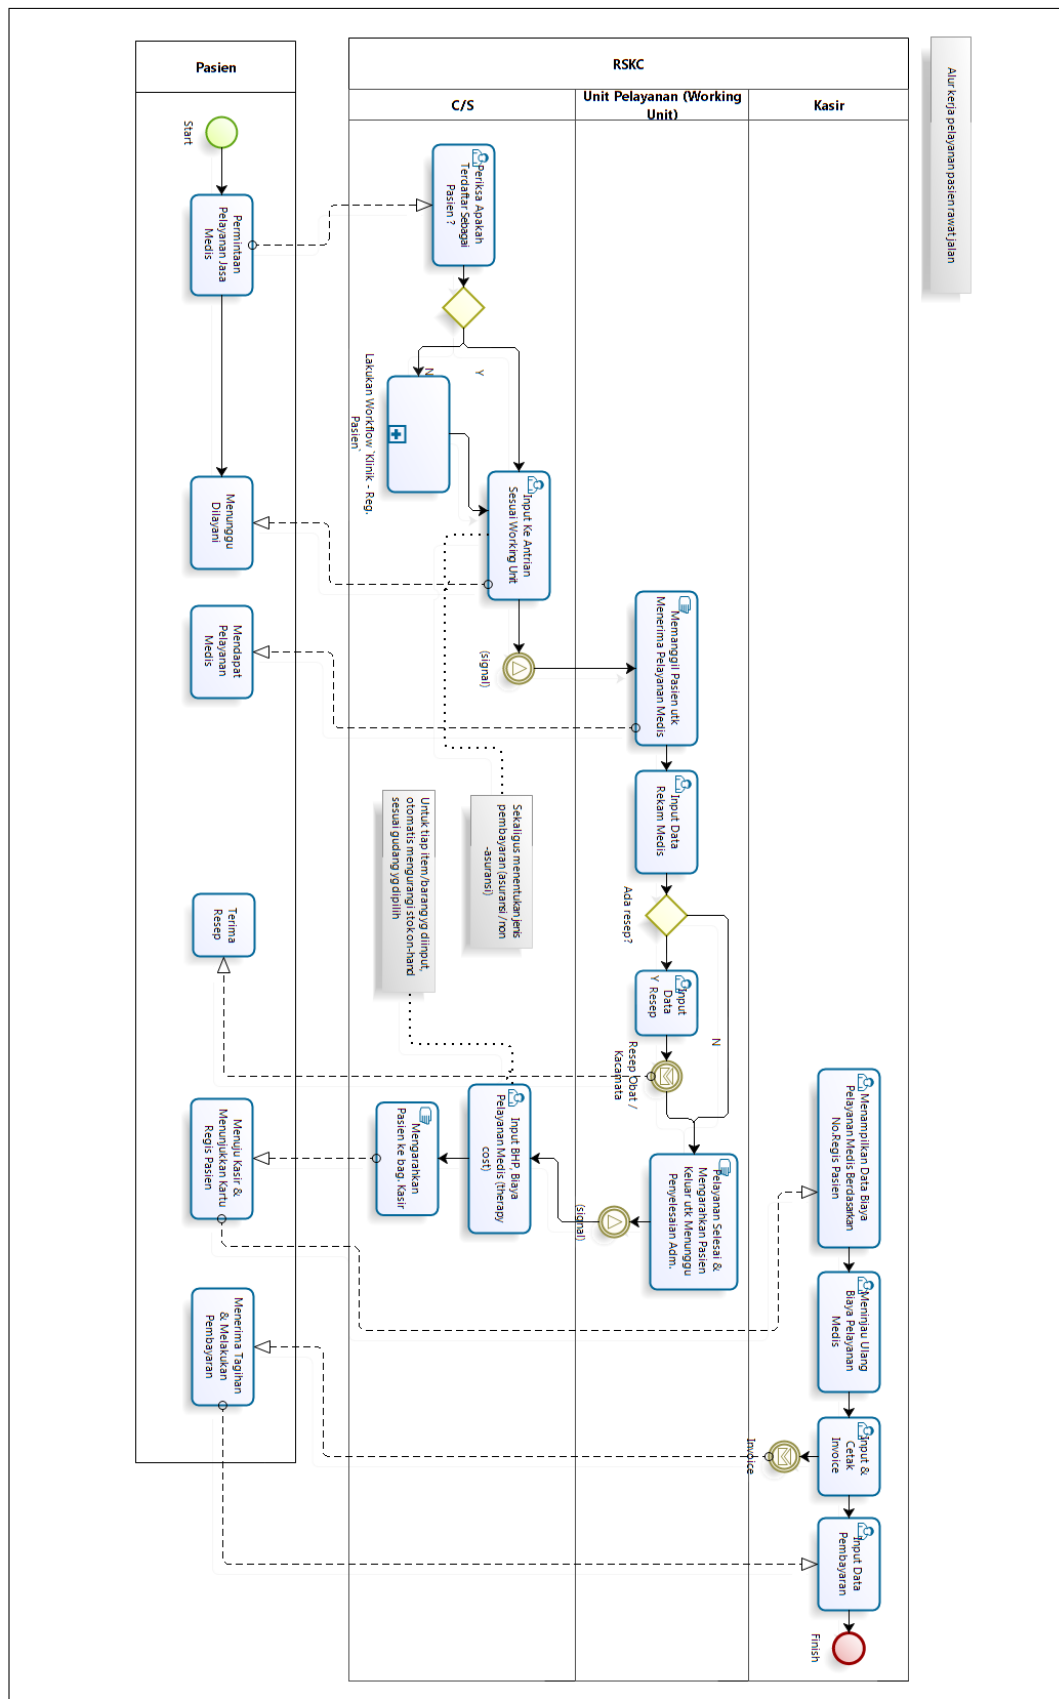 Alur kerja pelayanan pasien rawat jalan
Pasien
RSKC
C/S
Unit Pelayanan (Working
Unit)
Kasir
Start
Permintaan
Pelayanan Jasa
Medis
Periksa Apakah
Terdaftar Sebagai
Pasien ?
N
Y
Lakukan Workflow `Klinik - Reg.
Pasien`
Input Ke Antrian
Sesuai Working Unit
Menunggu
Dilayani
(signal)
Memanggil Pasien utk
Menerima Pelayanan Medis
Mendapat
Pelayanan
Medis
Input Data
Rekam Medis
Sekaligus menentukan jenis
pembayaran (asuransi / non
-asuransi)
Untuk tiap item/barang yg diinput,
otomatis mengurangi stok on-hand
sesuai gudang yg dipilih
Ada resep?
Y
N
Input
Data
Resep
Resep Obat /
Kacamata
Terima
Resep
Pelayanan Selesai &
Mengarahkan Pasien
Keluar utk Menunggu
Penyelesaian Adm.
(signal)
Input BHP, Biaya
Pelayanan Medis (therapy
cost)
Mengarahkan
Pasien ke bag. Kasir
Menuju Kasir &
Menunjukkan Kartu
Regis Pasien
Menampilkan Data Biaya
Pelayanan Medis Berdasarkan
No.Regis Pasien
Meninjau Ulang
Biaya Pelayanan
Medis
Input &
Cetak
Invoice
Invoice
Menerima Tagihan
& Melakukan
Pembayaran
Input Data
Pembayaran
Finish